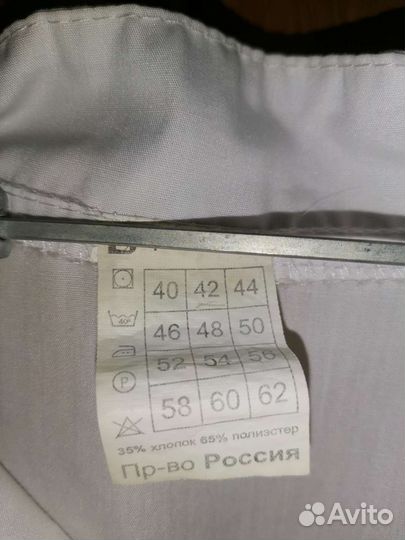 40 42 44
40°
46 48 50
52 54 56
P
58 60 62
35% хлопок 65% полиэстер
Пр-во Россия
Avito